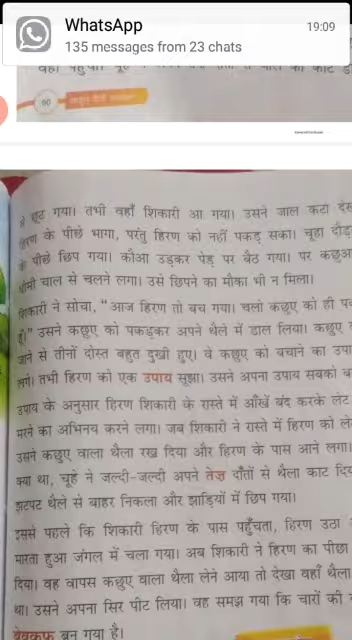 WhatsApp 19:09
135 messages from 23 chats
60
से छूट गया। तभी वहाँ शिकारी आ गया। उसने जाल कटा
हिरण के पीछे भागा, परंतु हिरण को नहीं पकड़ सका। चूहा
के पीछे छिप गया। कौआ उड़कर पेड़ पर बैठ गया। पर
धीमी चाल से चलने लगा। उसे छिपने का मौका भी न मिला।
शिकारी ने सोचा, “आज हिरण तो बच गया। चलो कछुए को ही
हूँ।” उसने कछुए को पकड़कर अपने थैले में डाल लिया। कछुए
जाने से तीनों दोस्त बहुत दुखी हुए। वे कछुए को बचाने का
लगे। तभी हिरण को एक उपाय सूझा। उसने अपना उपाय सबको
उपाय के अनुसार हिरण शिकारी के रास्ते में आँखें बंद करके लेट
मरने का अभिनय करने लगा। जब शिकारी ने रास्ते में हिरण को
उसने कछुए वाला थैला रख दिया और हिरण के पास आने लगा।
क्या था, चूहे ने जल्दी-जल्दी अपने तेज़ दाँतों से थैला काट
झटपट थैले से बाहर निकला और झाड़ियों में छिप गया।
इससे पहले कि शिकारी हिरण के पास पहुँचता, हिरण उठा
मारता हुआ जंगल में चला गया। अब शिकारी ने हिरण का पीछा
दिया। वह वापस कछुए वाला थैला लेने आया तो देखा वहाँ थैला
था। उसने अपना सिर पीट लिया। वह समझ गया कि चारों की
बेवकूफ़ बन गया है।